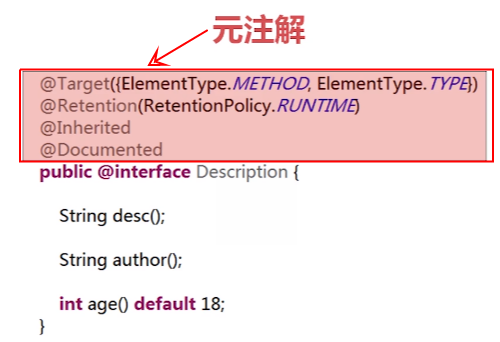 元注解
@Target({ElementType.METHOD, ElementType.TYPE})
@Retention(RetentionPolicy.RUNTIME)
@Inherited
@Documented
public @interface Description {
String desc();
String author();
int age() default 18;
}